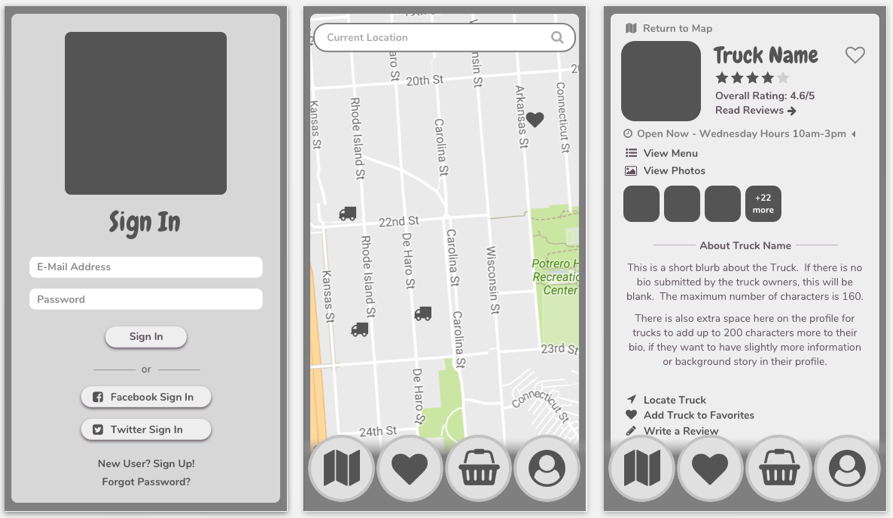 Sign In
E-Mail Address
Password
Sign In
or
Facebook Sign In
Twitter Sign In
New User? Sign Up!
Forgot Password?
Current Location
20th St
Kansas St
Rhode Island St
Carolina St
Arkansas St
Connecticut St
22nd St
Rhode Island St
De Haro St
Carolina St
Wisconsin St
Kansas St
Potrero H
Recreatio
Center
Carolina St
23rd St
De Haro S
Connecticut St
24th St
Return to Map
Truck Name
Overall Rating: 4.6/5
Read Reviews
Open Now - Wednesday Hours 10am-3pm
View Menu
View Photos
+22
more
About Truck Name
This is a short blurb about the Truck. If there is no
bio submitted by the truck owners, this will be
blank. The maximum number of characters is 160.
There is also extra space here on the profile for
trucks to add up to 200 characters more to their
bio, if they want to have slightly more information
or background story in their profile.
Locate Truck
Add Truck to Favorites
Write a Review